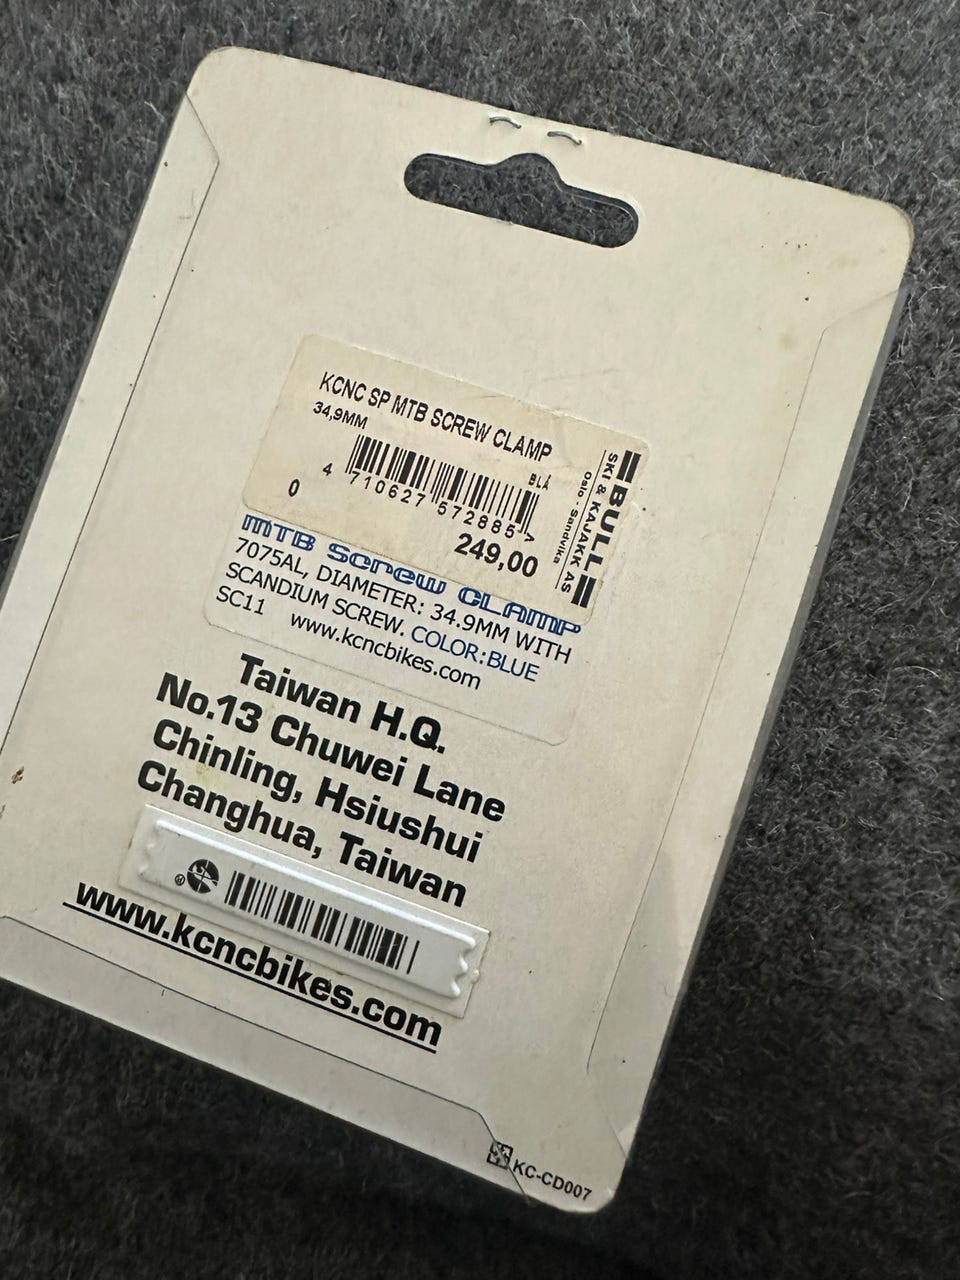 KCNC SP MTB SCREW CLAMP
34,9MM
BLÅ
4 710627 572885 >
0
249,00
BULL
SKI & KAJAKK AS
Oslo - Sandvika
MTB Screw CLAMP
7075AL, DIAMETER: 34.9MM WITH
SCANDIUM SCREW. COLOR:BLUE
SC11 www.kcncbikes.com
Taiwan H.Q.
No.13 Chuwei Lane
Chinling, Hsiushui
Changhua, Taiwan
®
www.kcncbikes.com
KC-CD007